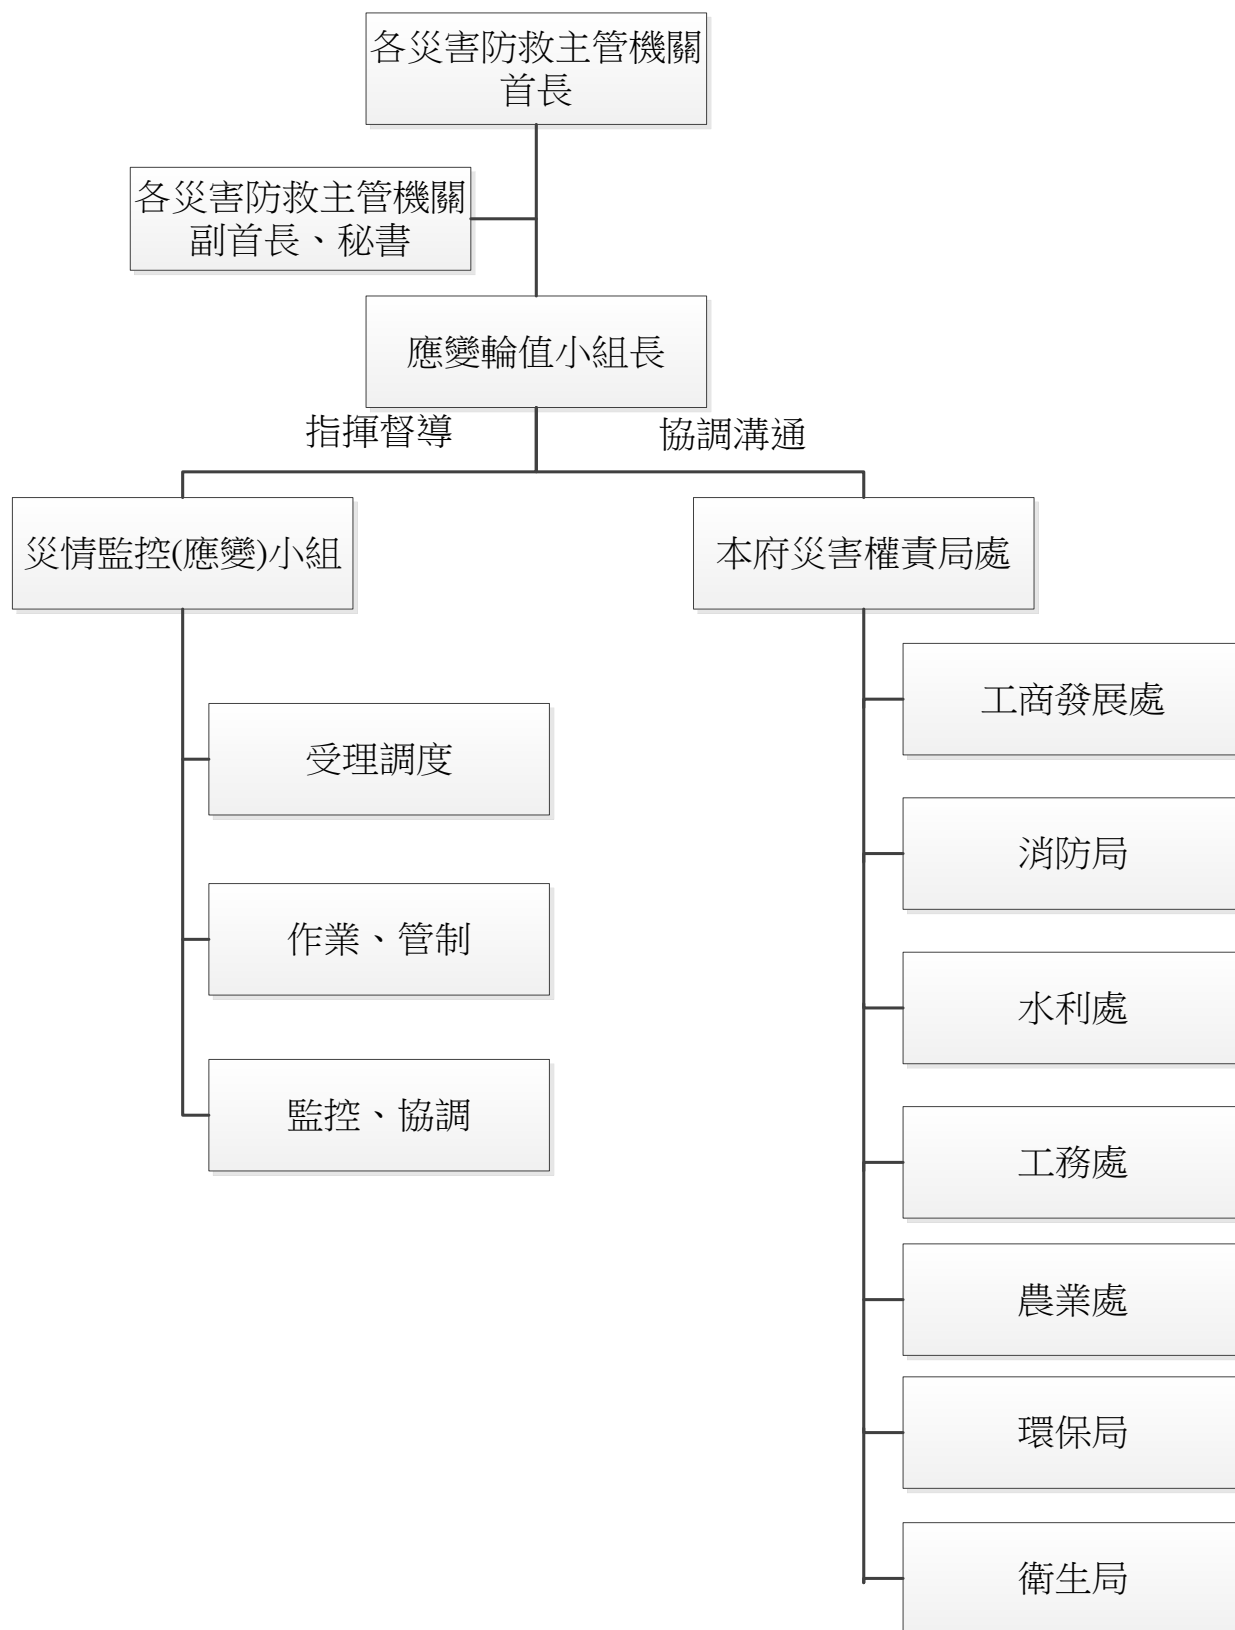 各災害防救主管機關
首長
各災害防救主管機關
副首長、秘書
應變輪值小組長
指揮督導
協調溝通
災情監控(應變)小組
本府災害權責局處
受理調度
作業、管制
監控、協調
工商發展處
消防局
水利處
工務處
農業處
環保局
衛生局